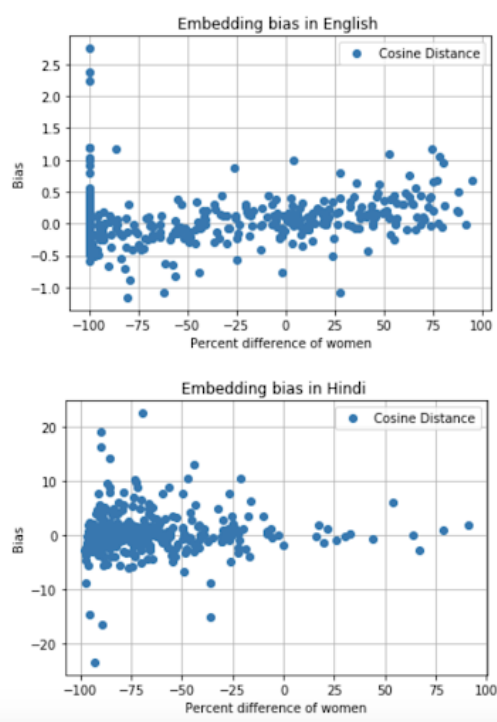 Embedding bias in English
Cosine Distance
2.5
2.0
1.5
1.0
0.5
0.0
−0.5
−1.0
Bias
−100 −75 −50 −25 0 25 50 75 100
Percent difference of women
Embedding bias in Hindi
Cosine Distance
20
10
0
−10
−20
Bias
−100 −75 −50 −25 0 25 50 75 100
Percent difference of women